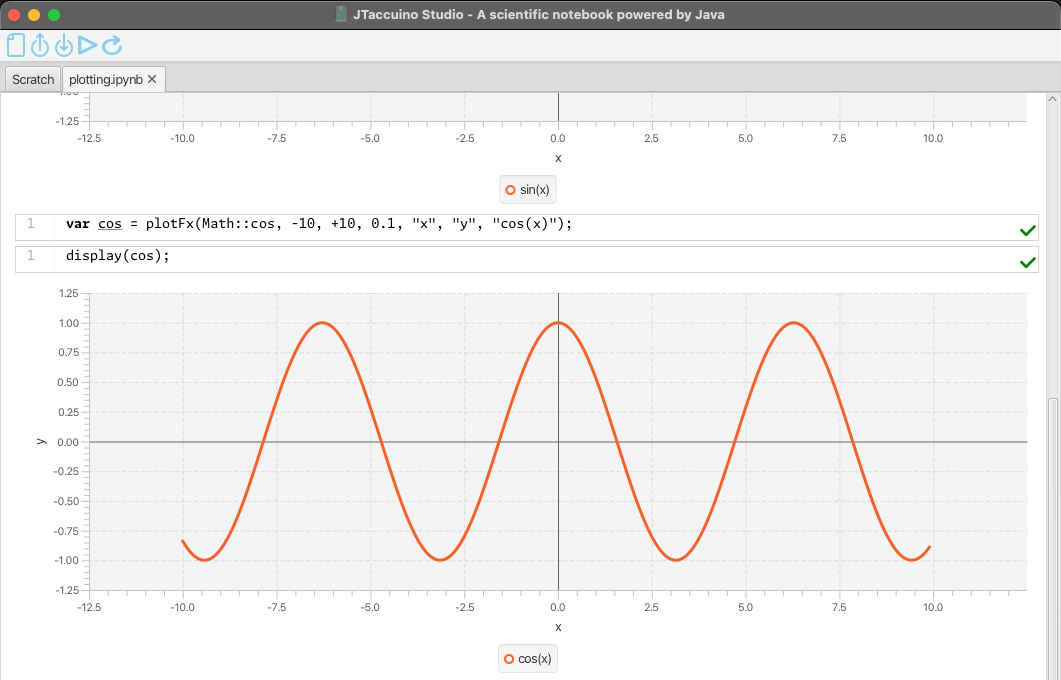 JTaccuino Studio - A scientific notebook powered by Java
Scratch plotting.ipynb
-1.25
-12.5 -10.0 -7.5 -5.0 -2.5 0.0 2.5 5.0 7.5 10.0
x
sin(x)
1 var cos = plotFx(Math::cos, -10, +10, 0.1, "x", "y", "cos(x)");
1 display(cos);
1.25
1.00
0.75
0.50
0.25
y
0.00
-0.25
-0.50
-0.75
-1.00
-1.25
-12.5 -10.0 -7.5 -5.0 -2.5 0.0 2.5 5.0 7.5 10.0
x
cos(x)